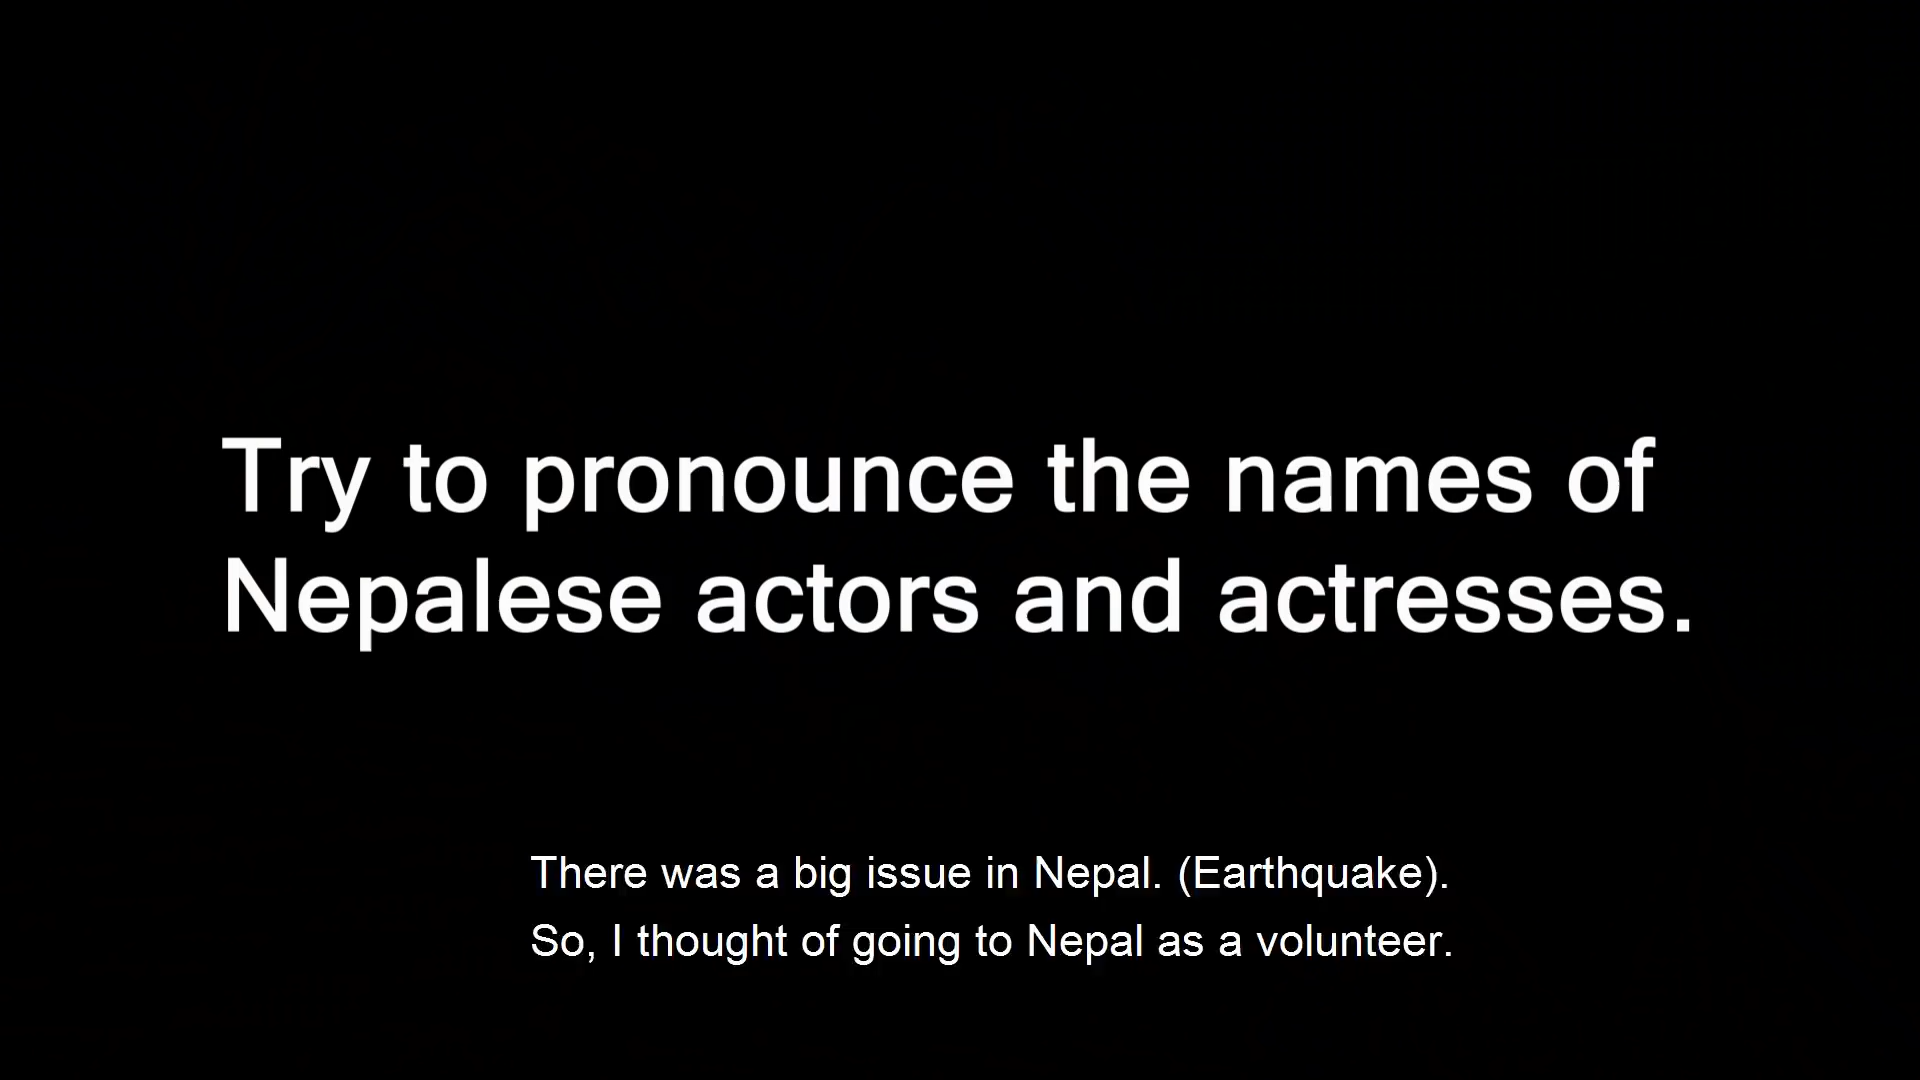 Try to pronounce the names of
Nepalese actors and actresses.
There was a big issue in Nepal. (Earthquake).
So, I thought of going to Nepal as a volunteer.